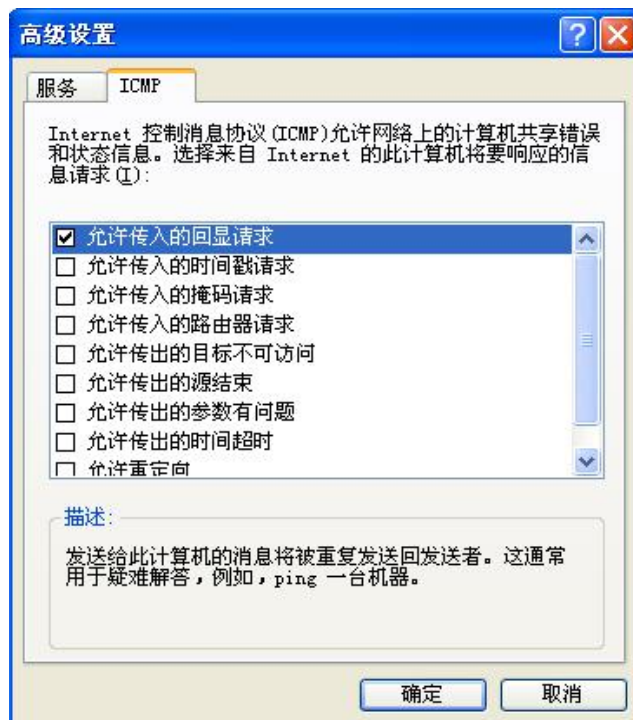 高级设置
服务
ICMP
Internet 控制消息协议(ICMP)允许网络上的计算机共享错误
和状态信息。选择来自 Internet 的此计算机将要响应的信
息请求(I):
允许传入的回显请求
允许传入的时间戳请求
允许传入的掩码请求
允许传入的路由器请求
允许传出的目标不可访问
允许传出的源结束
允许传出的参数有问题
允许传出的时间超时
允许重定向
描述:
发送给此计算机的消息将被重复发送回发送者。这通常
用于疑难解答，例如，ping 一台机器。
确定
取消